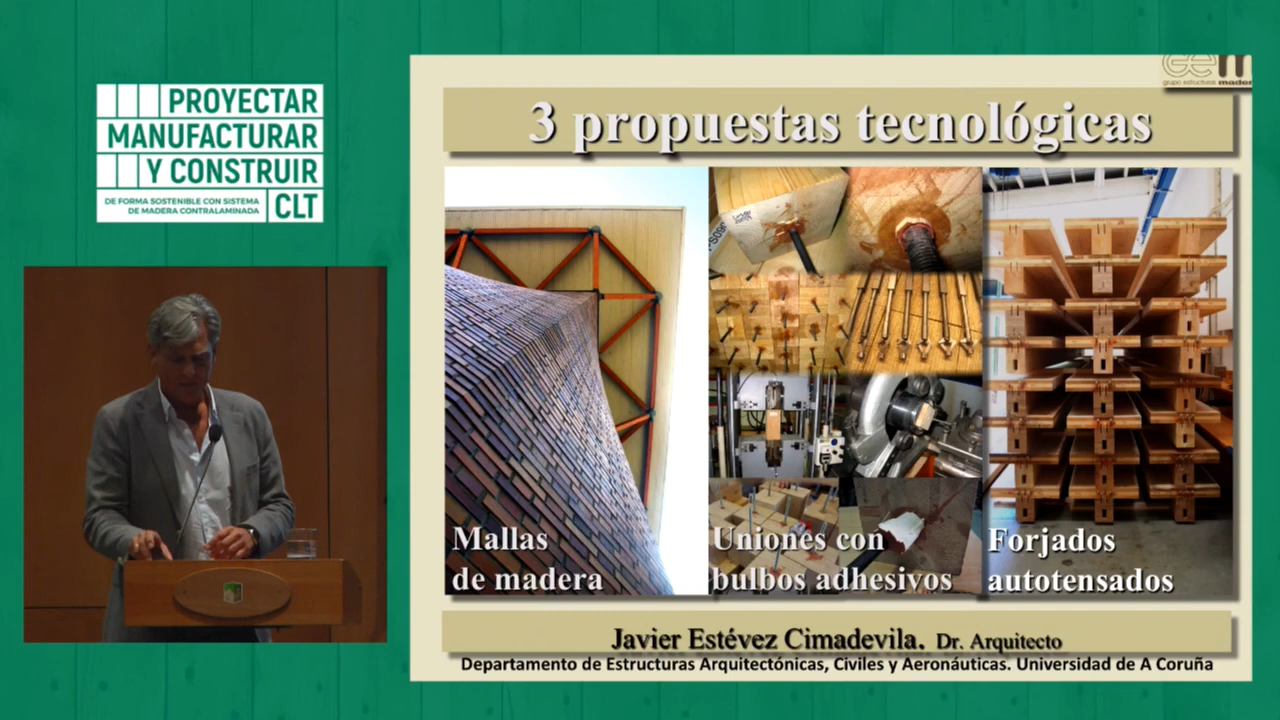 PROYECTAR
MANUFACTURAR
Y CONSTRUIR
DE FORMA SOSTENIBLE CON SISTEMA
DE MADERA CONTRALAMINADA
CLT
grupo estructuras
3 propuestas tecnológicas
Mallas
de madera
Uniones con
bulbos adhesivos
Forjados
autotensados
Javier Estévez Cimadevila. Dr. Arquitecto
Departamento de Estructuras Arquitectónicas, Civiles y Aeronáuticas. Universidad de A Coruña